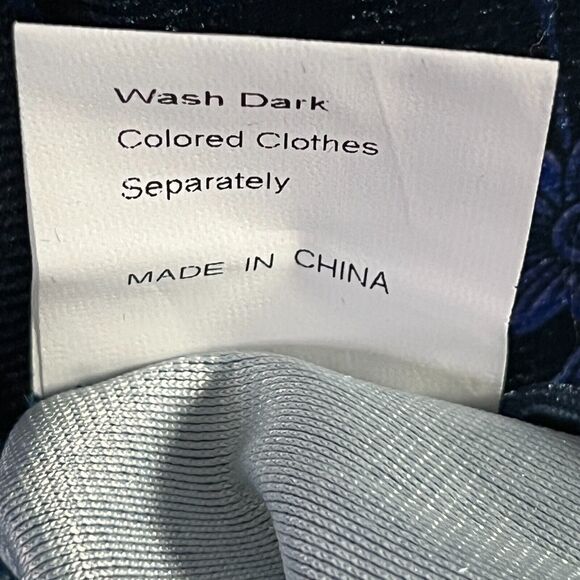 Wash Dark
Colored Clothes
Separately
MADE IN CHINA